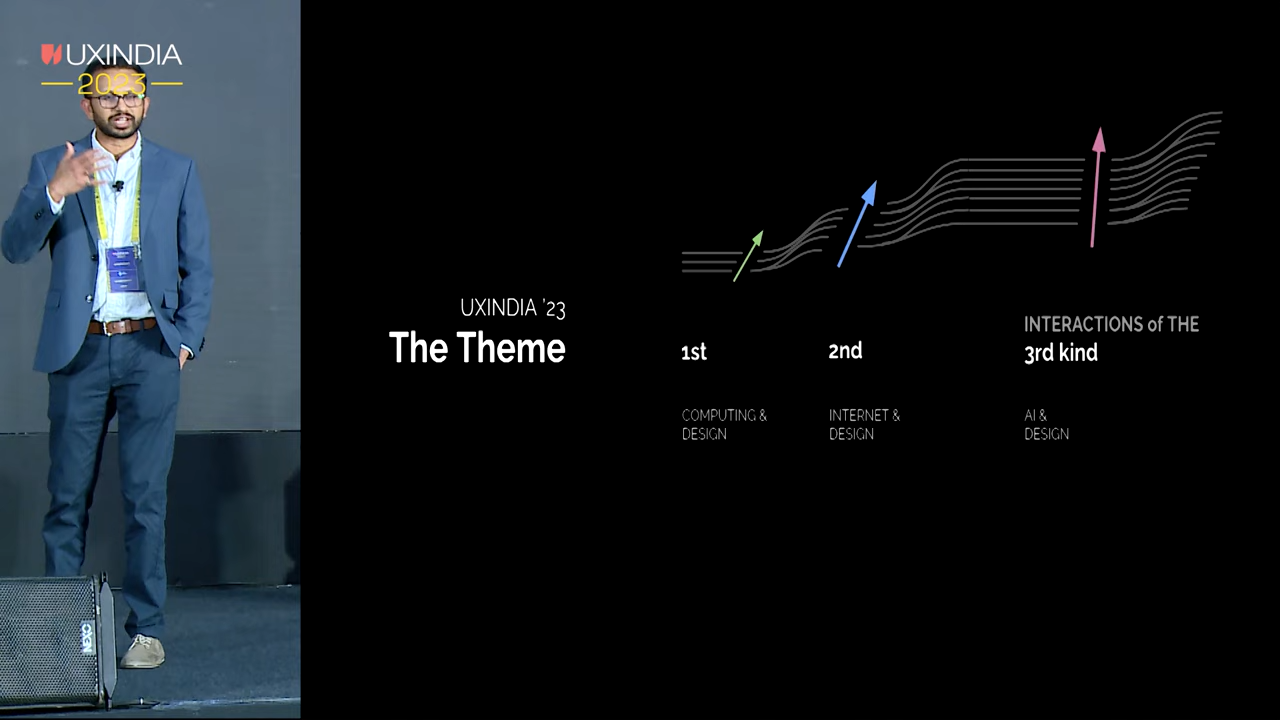 UXINDIA
2023
UXINDIA '23
The Theme
1st
COMPUTING &
DESIGN
2nd
INTERNET &
DESIGN
INTERACTIONS of THE
3rd kind
AI &
DESIGN
NEXO